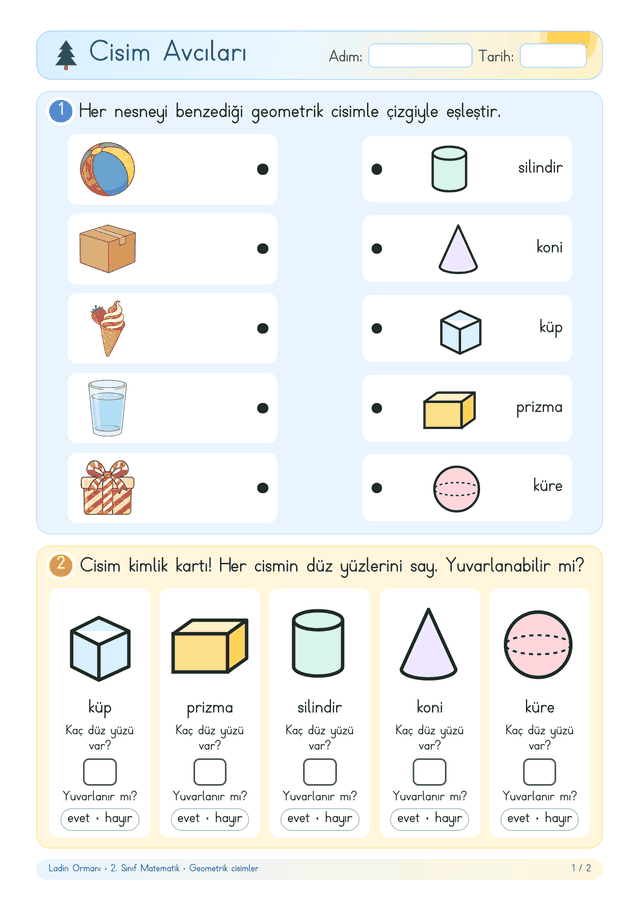 Cisim Avcıları
Adım:
Tarih:
1 Her nesneyi benzediği geometrik cisimle çizgiyle eşleştir.
silindir
koni
küp
prizma
küre
2 Cisim kimlik kartı! Her cismin düz yüzlerini say. Yuvarlanabilir mi?
küp
Kaç düz yüzü
var?
Yuvarlanır mı?
evet · hayır
prizma
Kaç düz yüzü
var?
Yuvarlanır mı?
evet · hayır
silindir
Kaç düz yüzü
var?
Yuvarlanır mı?
evet · hayır
koni
Kaç düz yüzü
var?
Yuvarlanır mı?
evet · hayır
küre
Kaç düz yüzü
var?
Yuvarlanır mı?
evet · hayır
Ladin Ormanı · 2. Sınıf Matematik · Geometrik cisimler
1 / 2